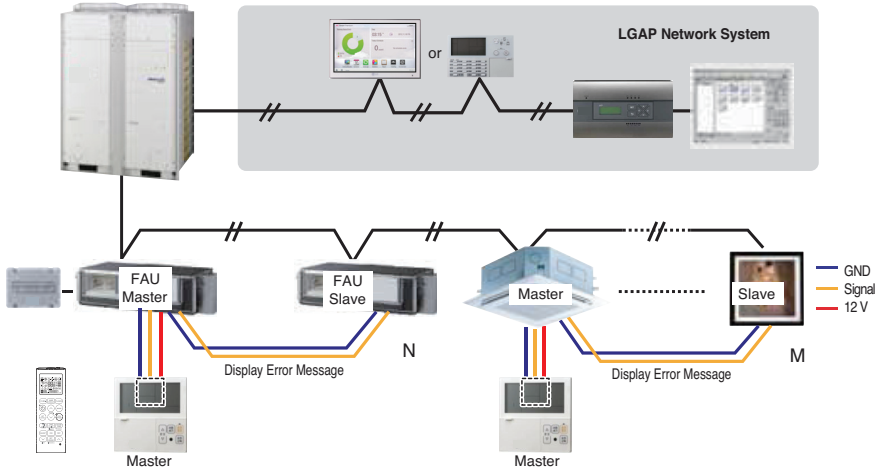 LGAP Network System
or
FAU
Master
FAU
Slave
Master
Slave
GND
Signal
12 V
N
M
Display Error Message
Display Error Message
Master
Master